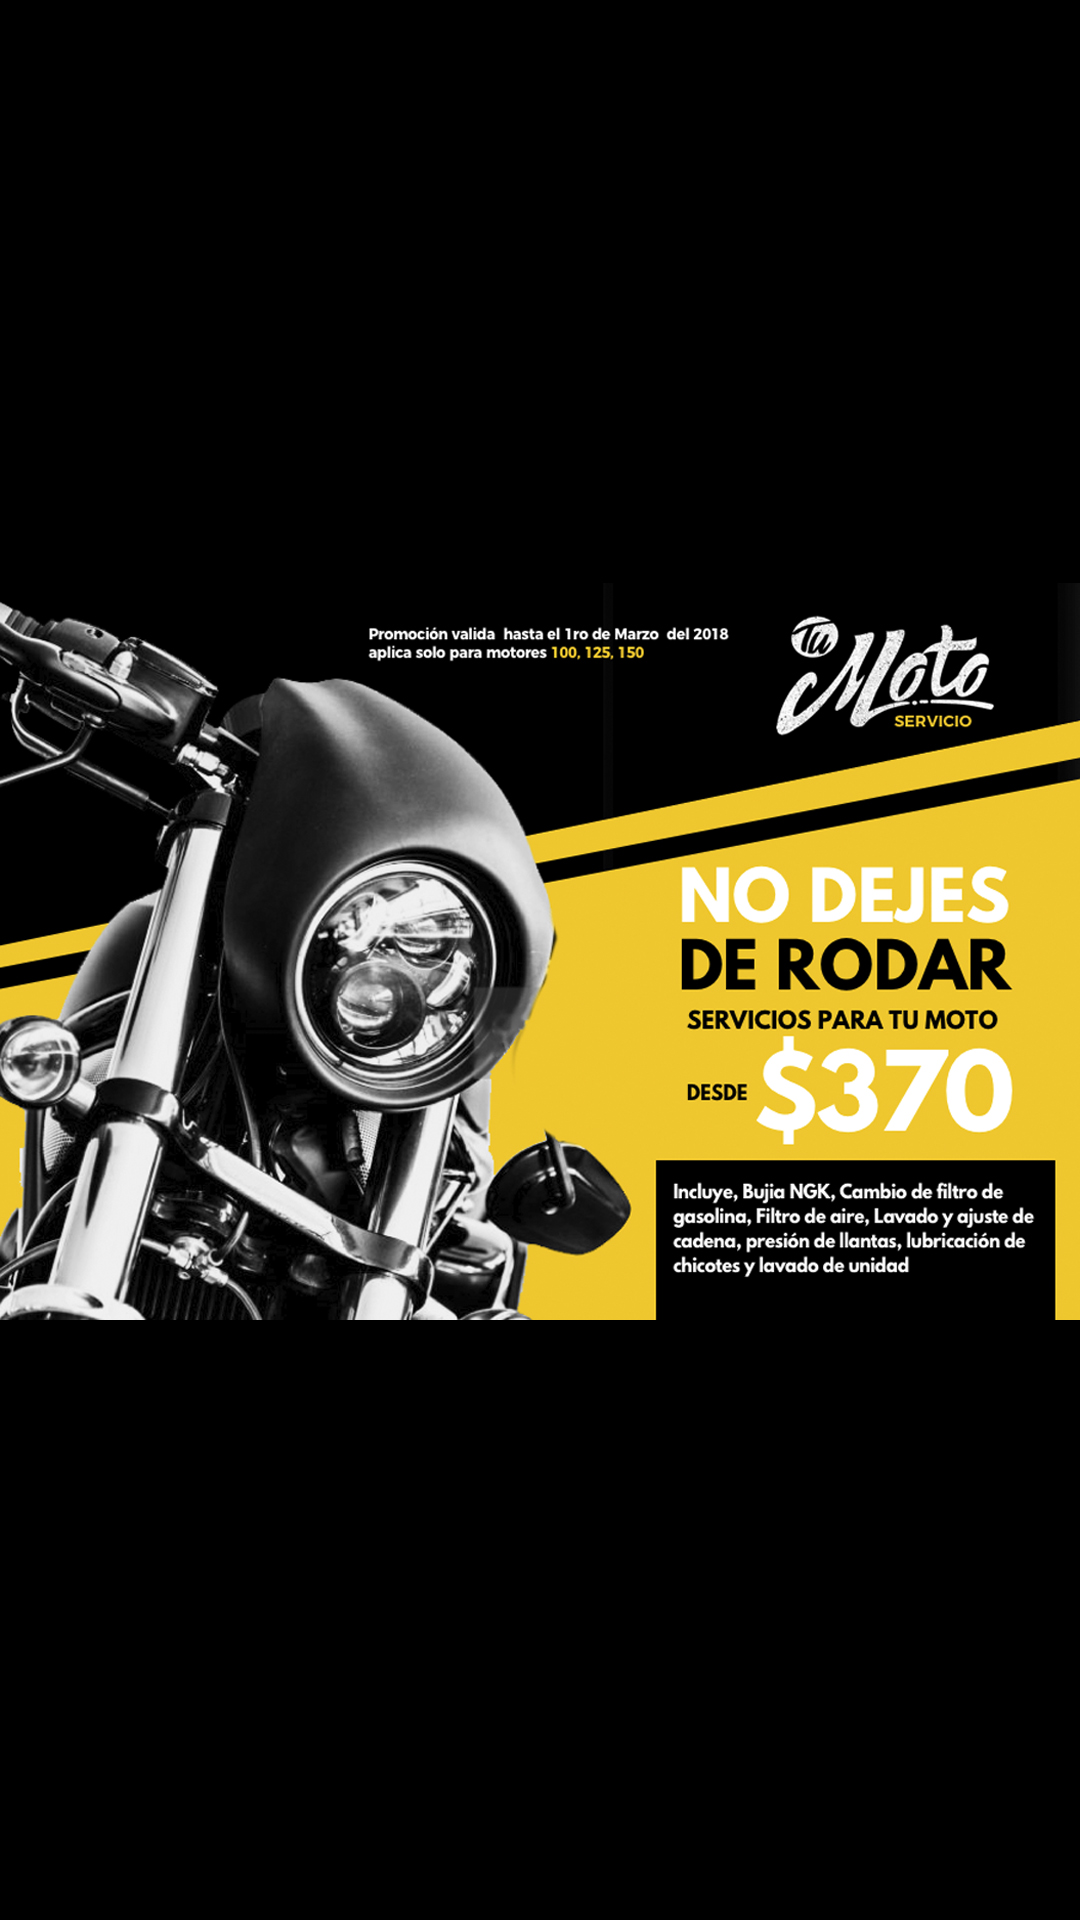 Promoción valida  hasta el 1ro de Marzo  del 2018
aplica solo para motores 100, 125, 150
Tu
Moto
SERVICIO
NO DEJES
DE RODAR
SERVICIOS PARA TU MOTO
DESDE $370
Incluye, Bujia NGK, Cambio de filtro de
gasolina, Filtro de aire, Lavado y ajuste de
cadena, presión de llantas, lubricación de
chicotes y lavado de unidad